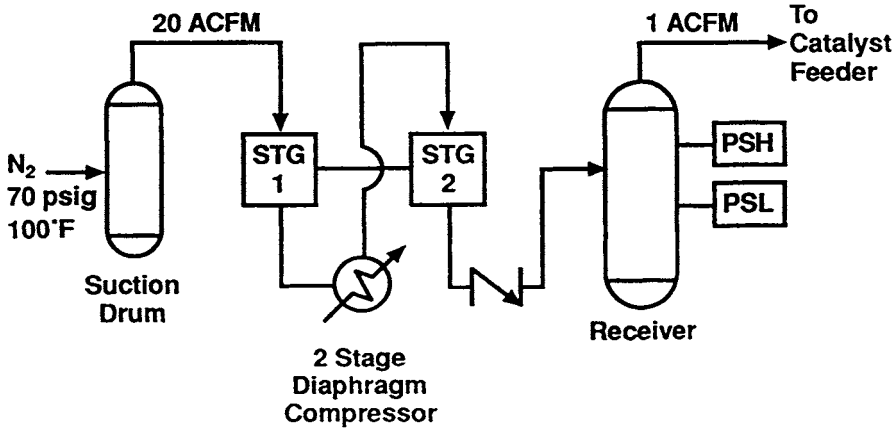 20 ACFM
1 ACFM
To
Catalyst
Feeder
N₂
70 psig
100°F
STG
1
STG
2
PSH
PSL
Suction
Drum
Receiver
2 Stage
Diaphragm
Compressor